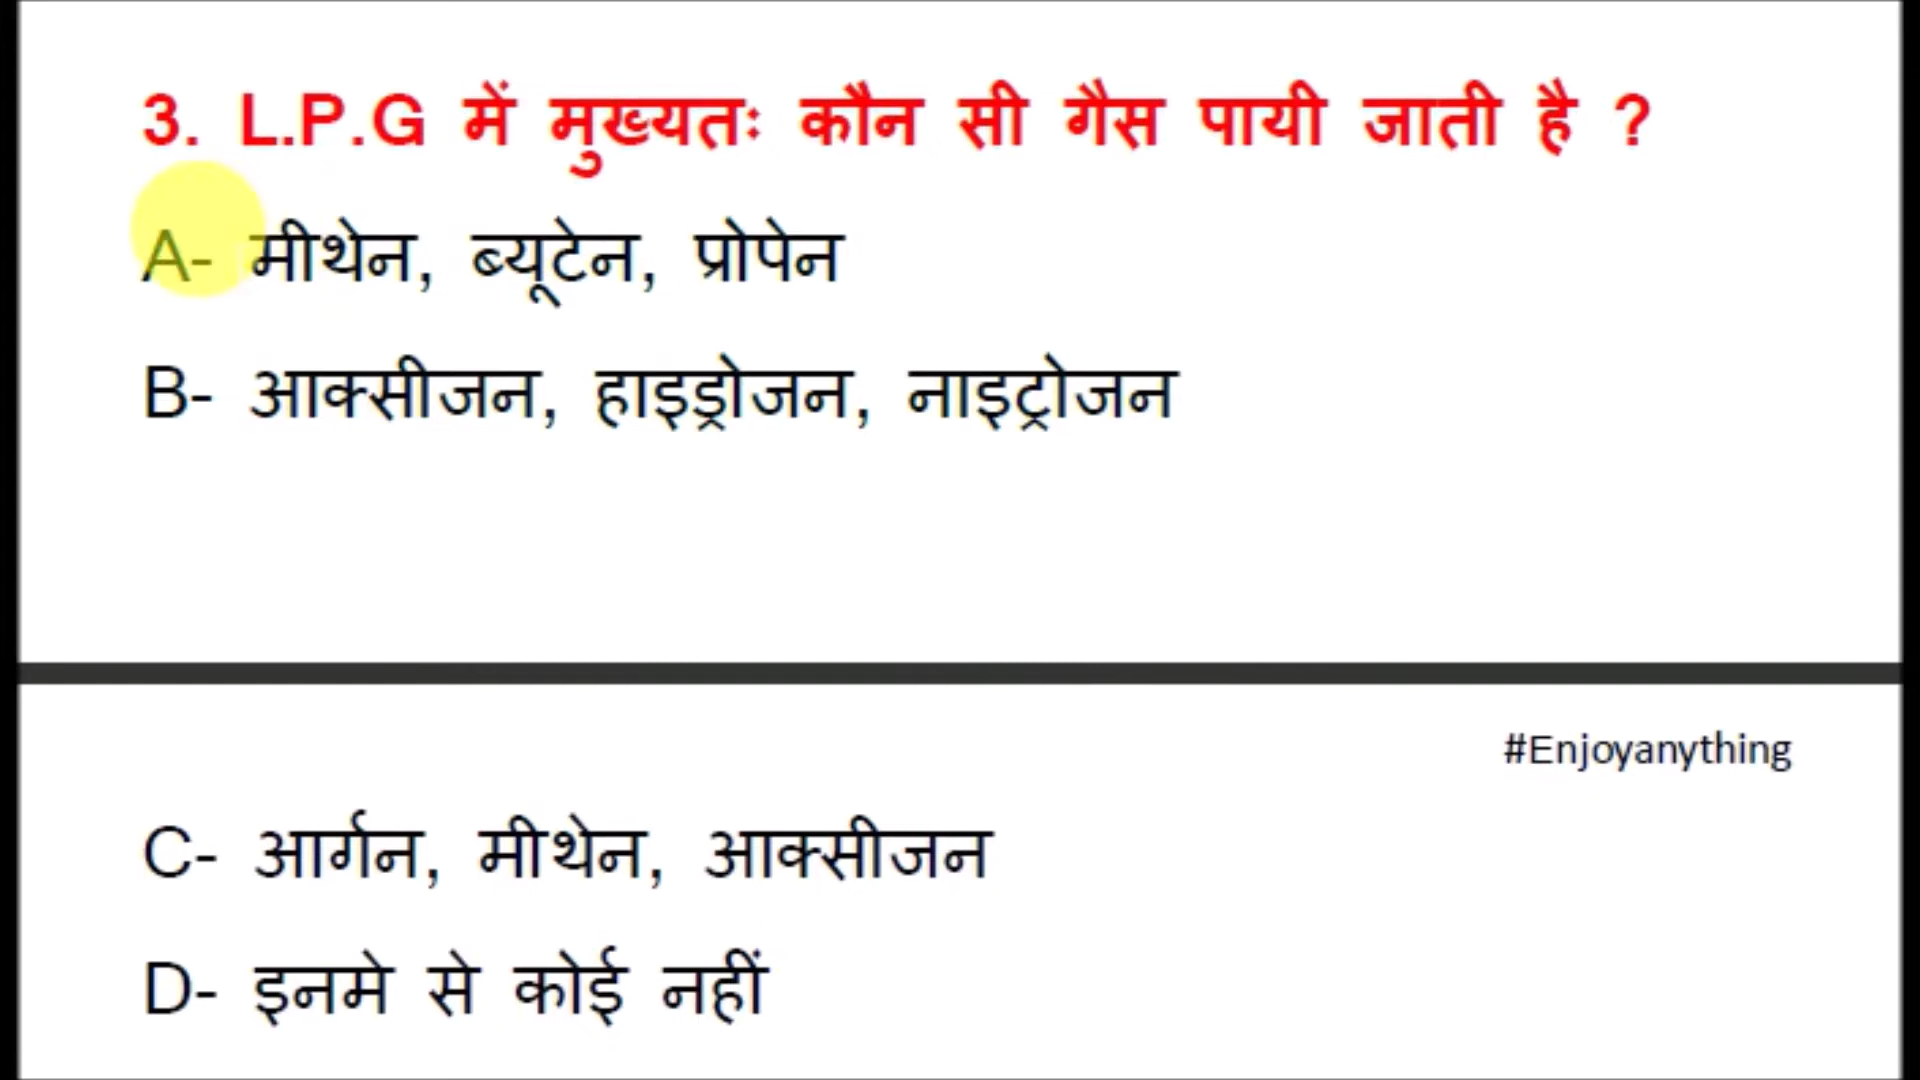 3. L.P.G में मुख्यतः कौन सी गैस पायी जाती है ?
A- मीथेन, ब्यूटेन, प्रोपेन
B- आक्सीजन, हाइड्रोजन, नाइट्रोजन
#Enjoyanything
C- आर्गन, मीथेन, आक्सीजन
D- इनमे से कोई नहीं